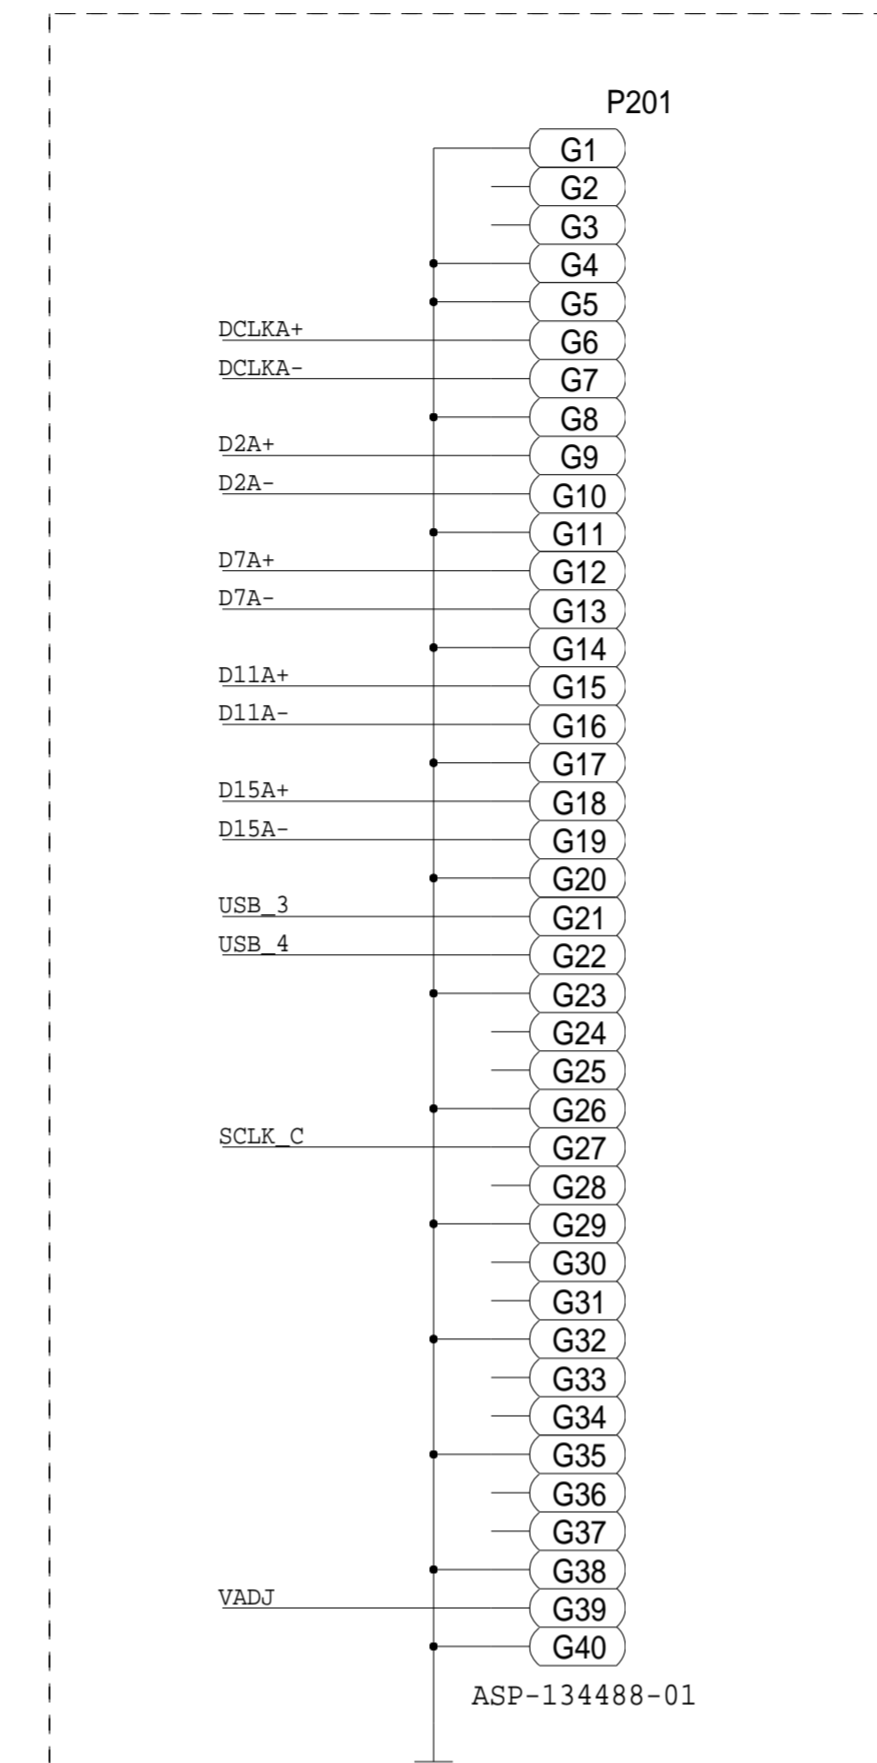 P201
G1
G2
G3
G4
G5
DCLKA+ G6
DCLKA- G7
G8
D2A+ G9
D2A- G10
G11
D7A+ G12
D7A- G13
G14
D11A+ G15
D11A- G16
G17
D15A+ G18
D15A- G19
G20
USB_3 G21
USB_4 G22
G23
G24
G25
G26
SCLK_C G27
G28
G29
G30
G31
G32
G33
G34
G35
G36
G37
G38
VADJ G39
G40
ASP-134488-01